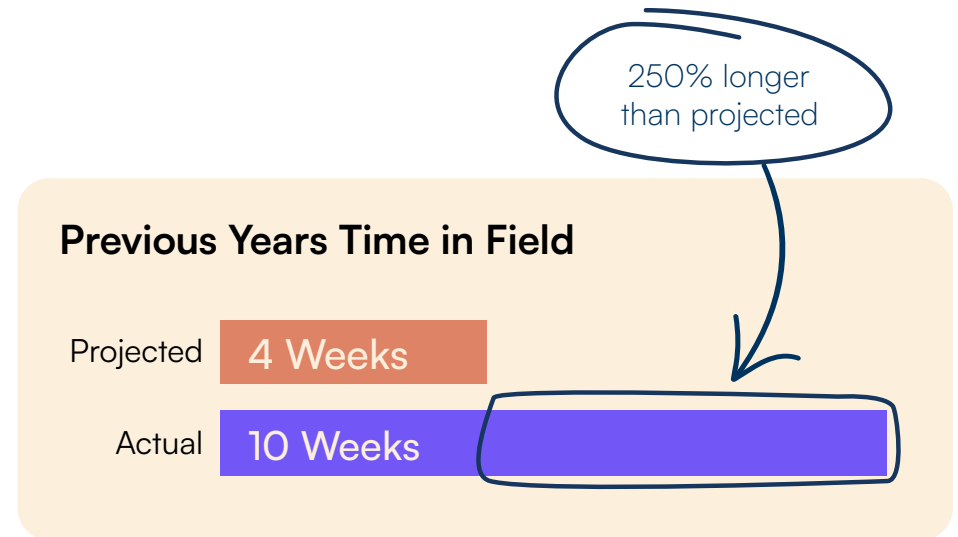 250% longer
than projected
Previous Years Time in Field
Projected
4 Weeks
Actual
10 Weeks